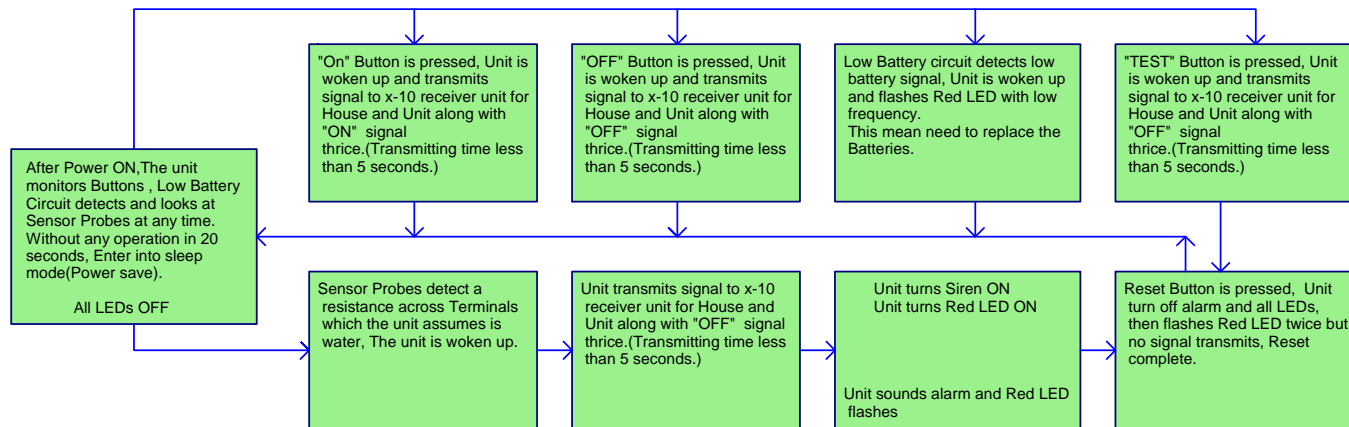 After Power ON,The unit
monitors Buttons , Low Battery
Circuit detects and looks at
Sensor Probes at any time.
Without any operation in 20
seconds, Enter into sleep
mode(Power save).
All LEDs OFF
"On" Button is pressed, Unit is
woken up and transmits
signal to x-10 receiver unit for
House and Unit along with
"ON" signal
thrice.(Transmitting time less
than 5 seconds.)
"OFF" Button is pressed, Unit
is woken up and transmits
signal to x-10 receiver unit for
House and Unit along with
"OFF" signal
thrice.(Transmitting time less
than 5 seconds.)
Low Battery circuit detects low
battery signal, Unit is woken up
and flashes Red LED with low
frequency.
This mean need to replace the
Batteries.
"TEST" Button is pressed, Unit
is woken up and transmits
signal to x-10 receiver unit for
House and Unit along with
"OFF" signal
thrice.(Transmitting time less
than 5 seconds.)
Sensor Probes detect a
resistance across Terminals
which the unit assumes is
water, The unit is woken up.
Unit transmits signal to x-10
receiver unit for House and
Unit along with "OFF" signal
thrice.(Transmitting time less
than 5 seconds.)
Unit turns Siren ON
Unit turns Red LED ON
Unit sounds alarm and Red LED
flashes
Reset Button is pressed, Unit
turn off alarm and all LEDs,
then flashes Red LED twice but
no signal transmits, Reset
complete.